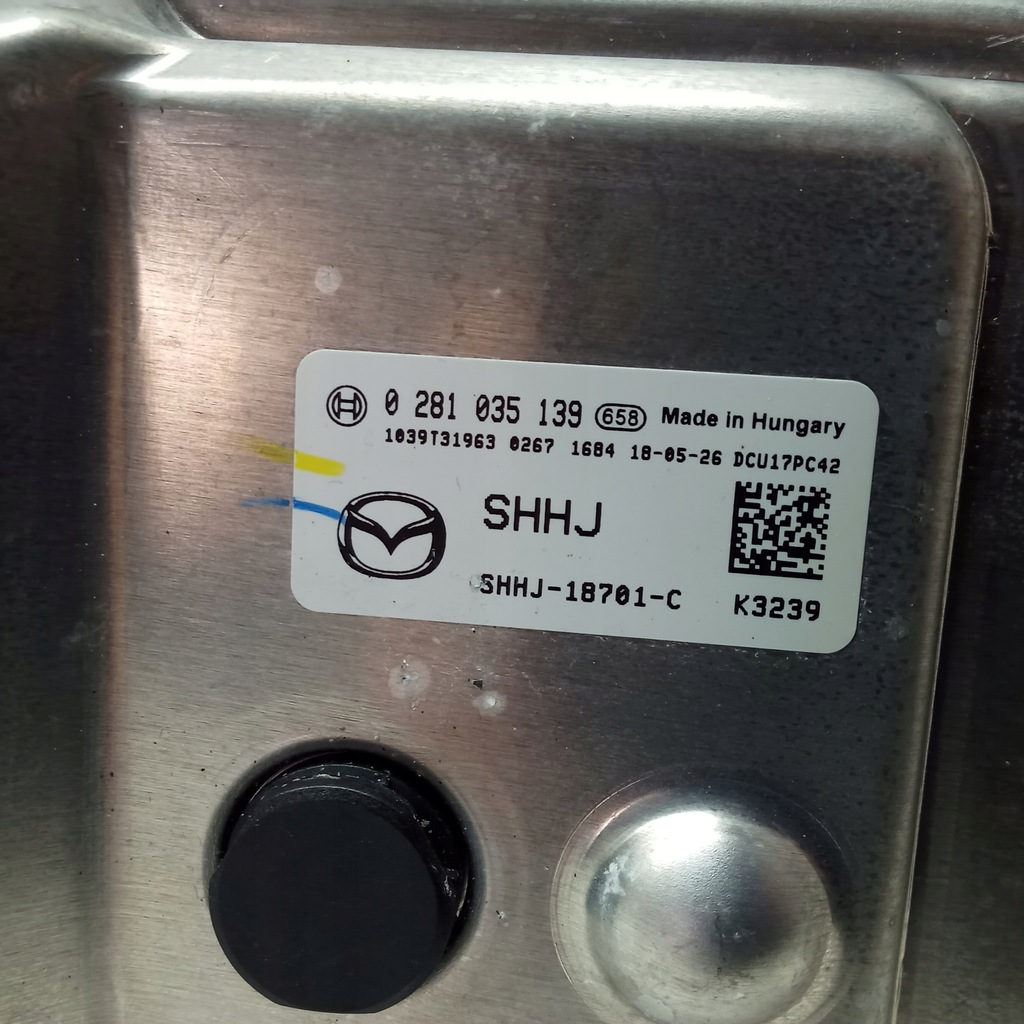 0 281 035 139 658 Made in Hungary
1039T31963 0267 1684 18-05-26 DCU17PC42
SHHJ
SHHJ-18701-C K3239